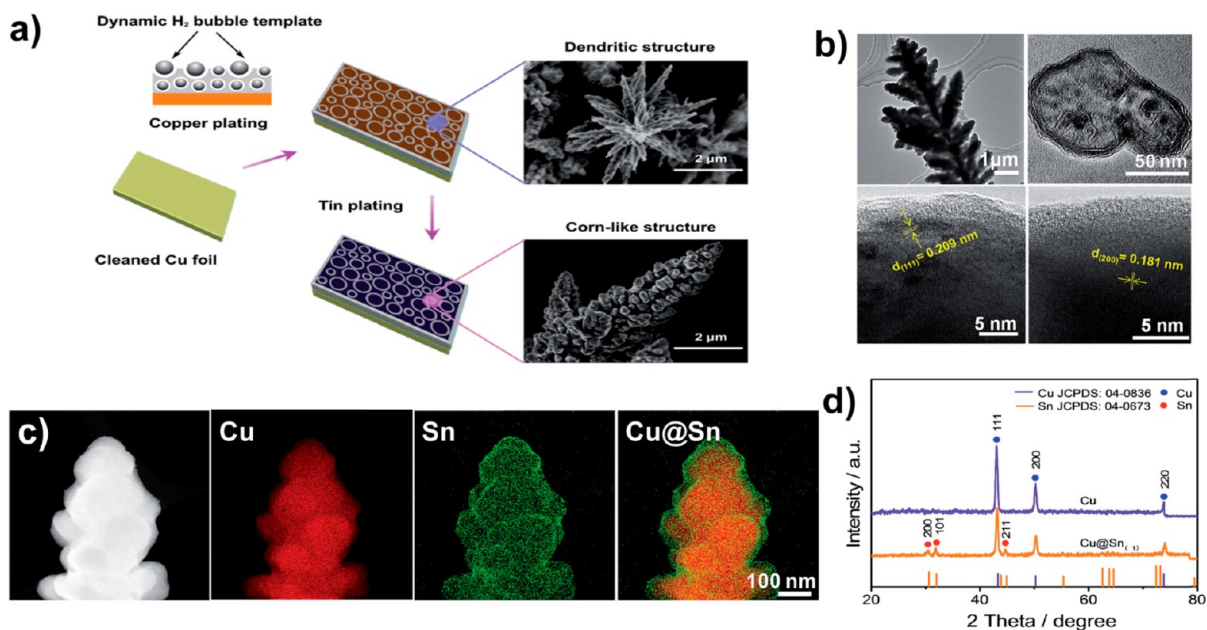 a)
Dynamic H₂ bubble template
Copper plating
Cleaned Cu foil
Tin plating
Dendritic structure
2 μm
Corn-like structure
2 μm
b)
1μm
50 nm
d(111)= 0.209 nm
5 nm
d(200)= 0.181 nm
5 nm
c)
Cu
Sn
Cu@Sn
100 nm
d)
Cu JCPDS: 04-0836 Cu
Sn JCPDS: 04-0673 Sn
111
200
220
Cu
200
101
211
Cu@Sn(-1)
Intensity / a.u.
20 40 60 80
2 Theta / degree